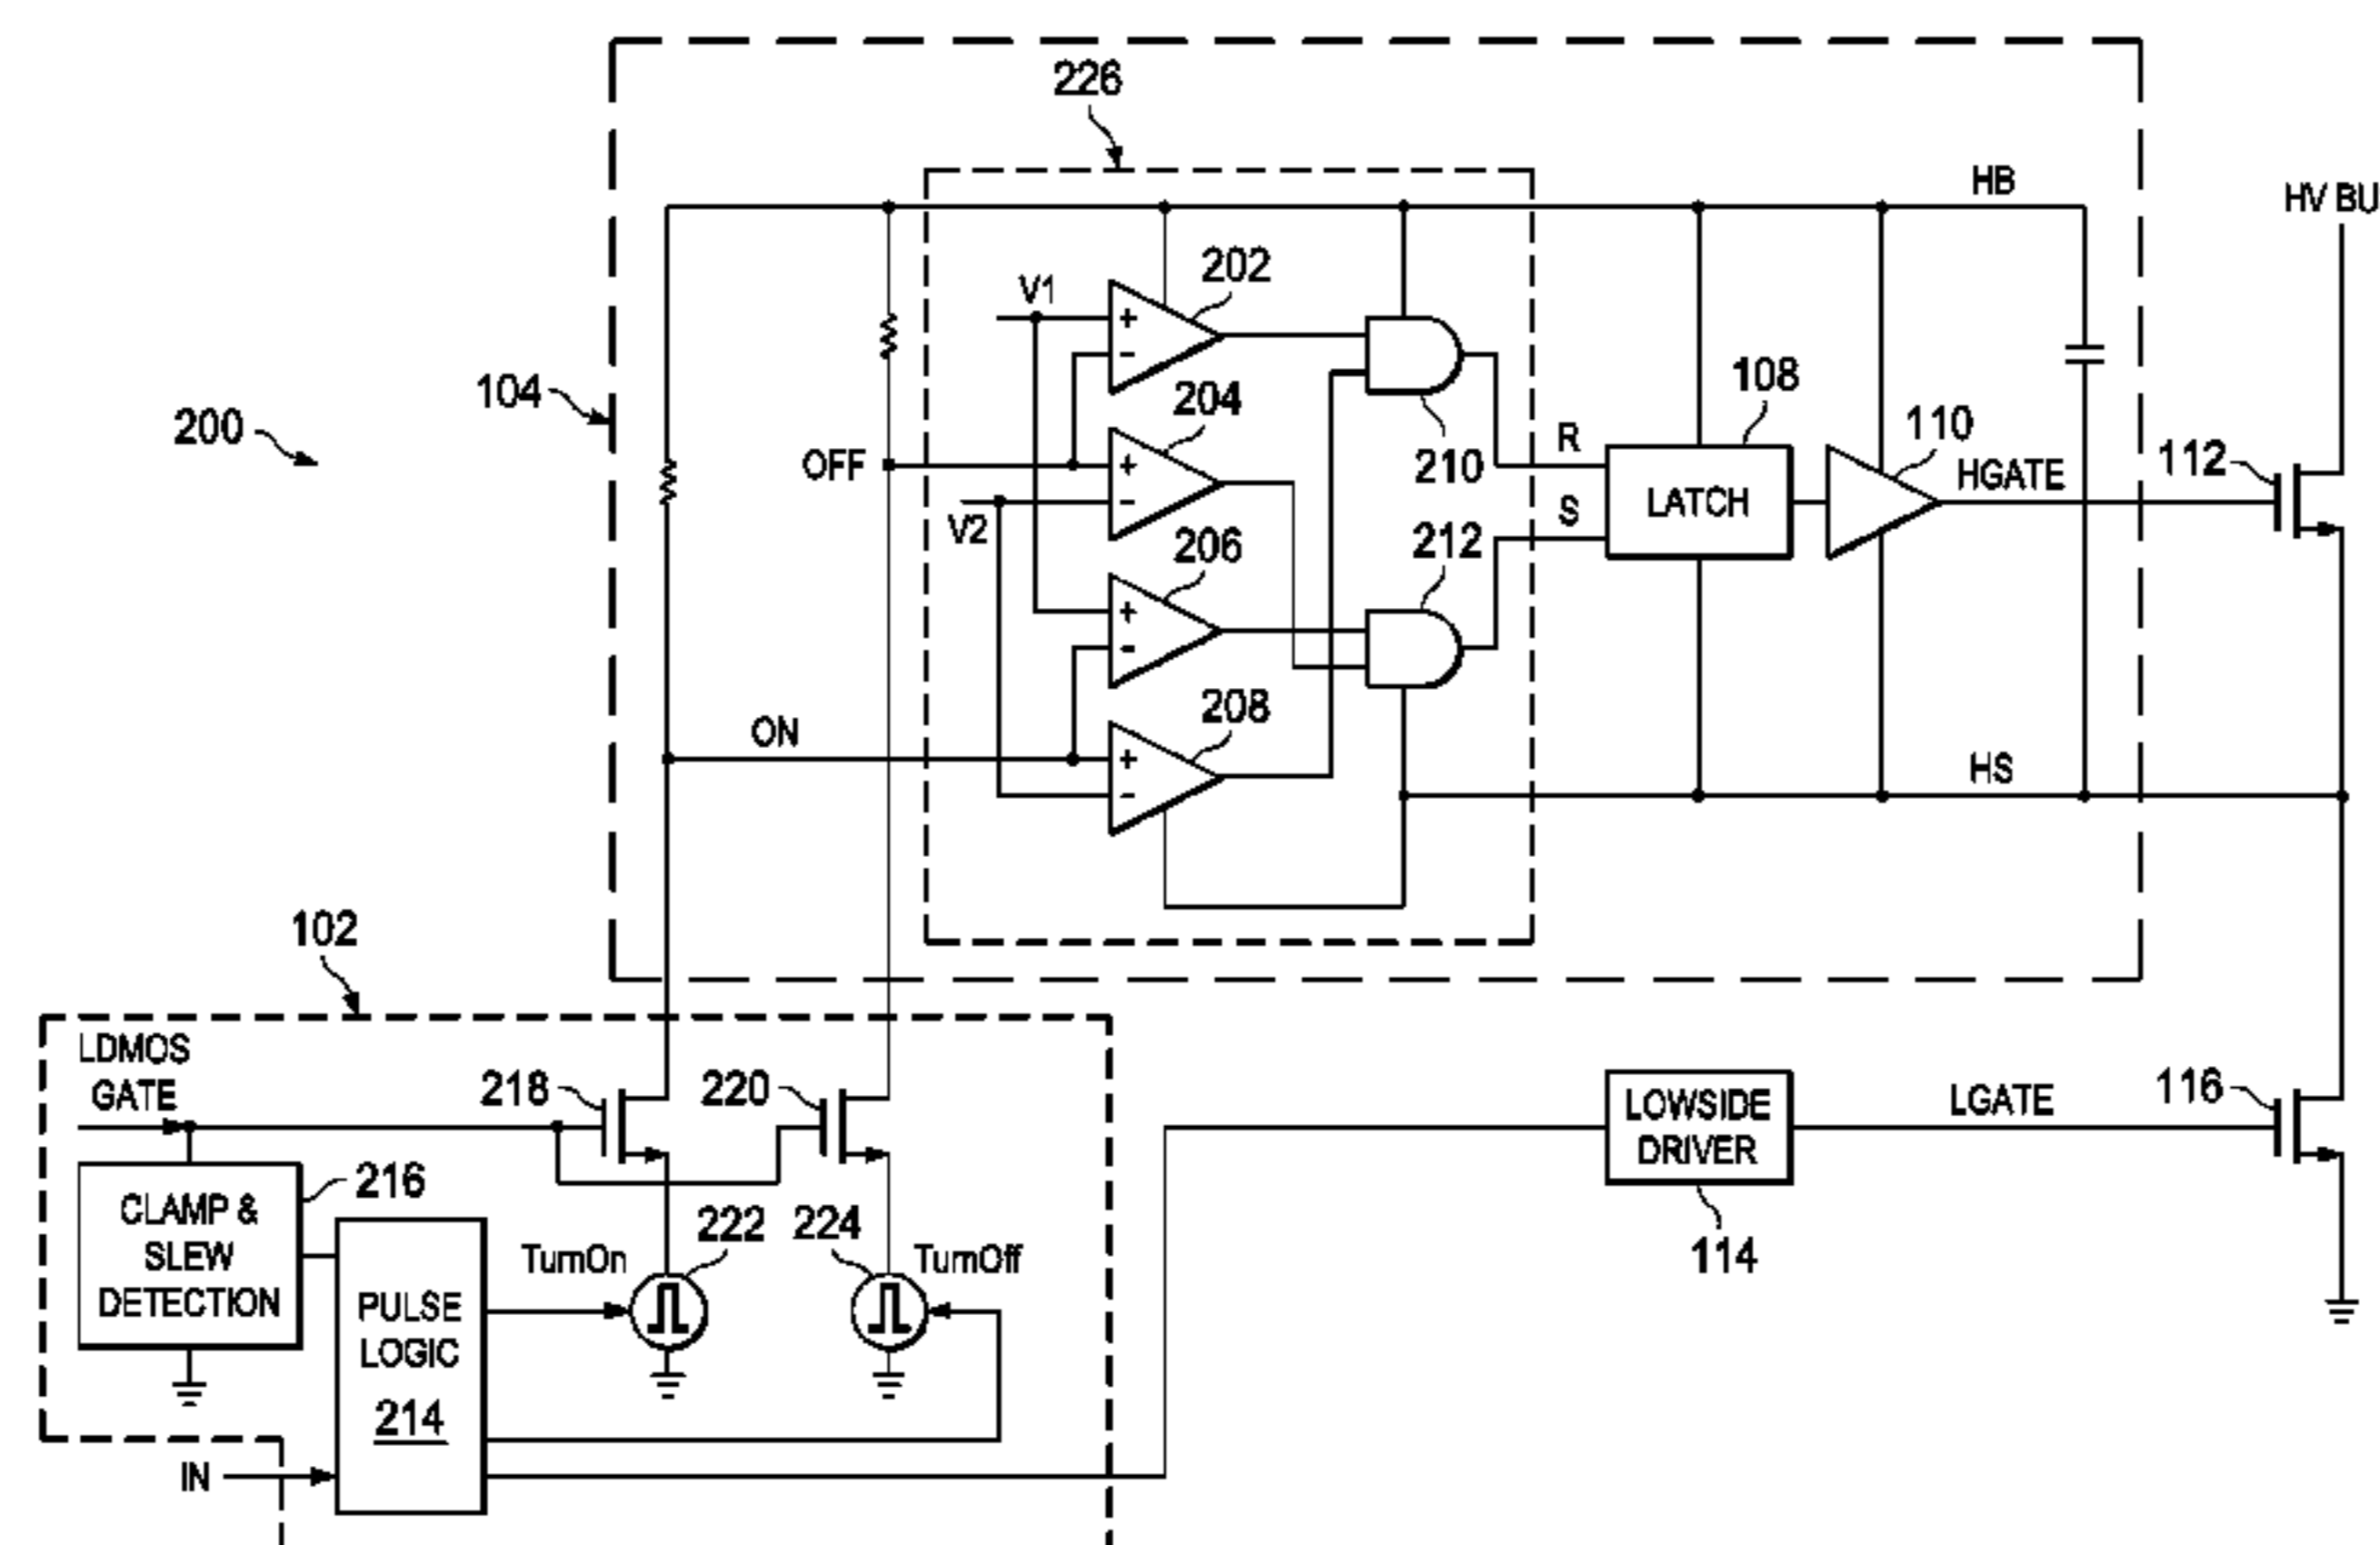 226
HB
HV BU
V1
+
-
202
104
200
204
OFF
+
-
V2
210
R
108
LATCH
110
HGATE
112
S
206
212
+
-
208
ON
+
-
HS
102
LDMOS
GATE
218
220
LOWSIDE
DRIVER
LGATE
116
CLAMP &
SLEW
DETECTION
216
222
224
TurnOn
TurnOff
114
PULSE
LOGIC
214
IN